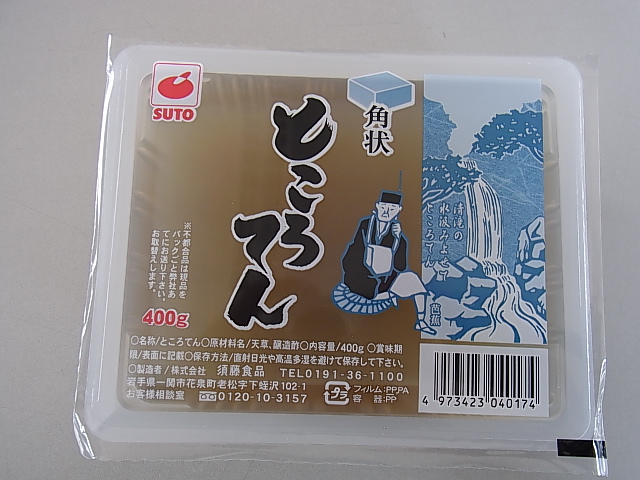 SUTO
角状
ところてん
清滝の
水汲みよせて
ところてん
芭蕉
※不都合品は現品を
パックごと弊社あ
てにお送り下さい。
お取替えします。
400g
○名称/ところてん○原材料名/天草、醸造酢○内容量/400g ○賞味期
限/表面に記載○保存方法/直射日光や高温多湿を避けて保存して下さい。
○製造者/株式会社 須藤食品 TEL0191-36-1100
岩手県一関市花泉町老松字下蛭沢102-1
お客様相談室 0120-10-3157
プラ
フィルム:PP,PA
容器:PP
4 973423 040174